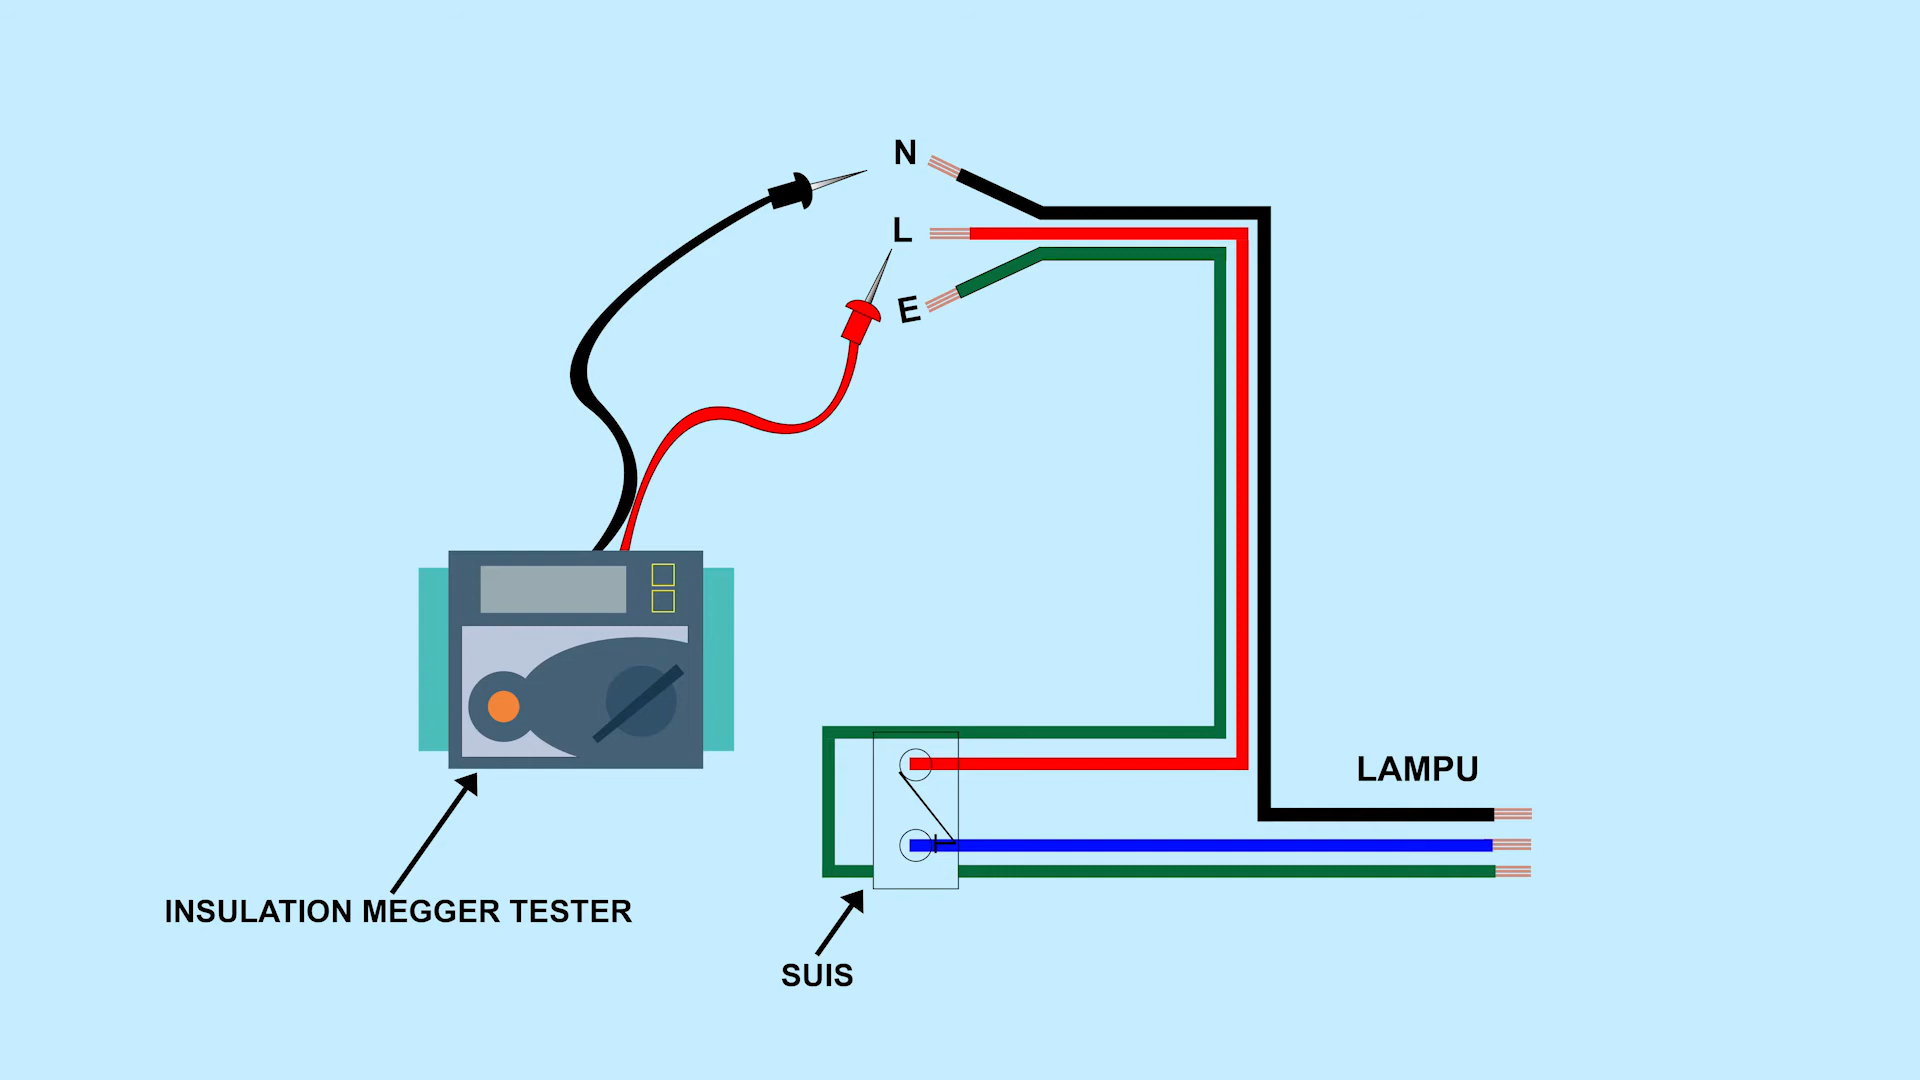 N
L
E
LAMPU
INSULATION MEGGER TESTER
SUIS